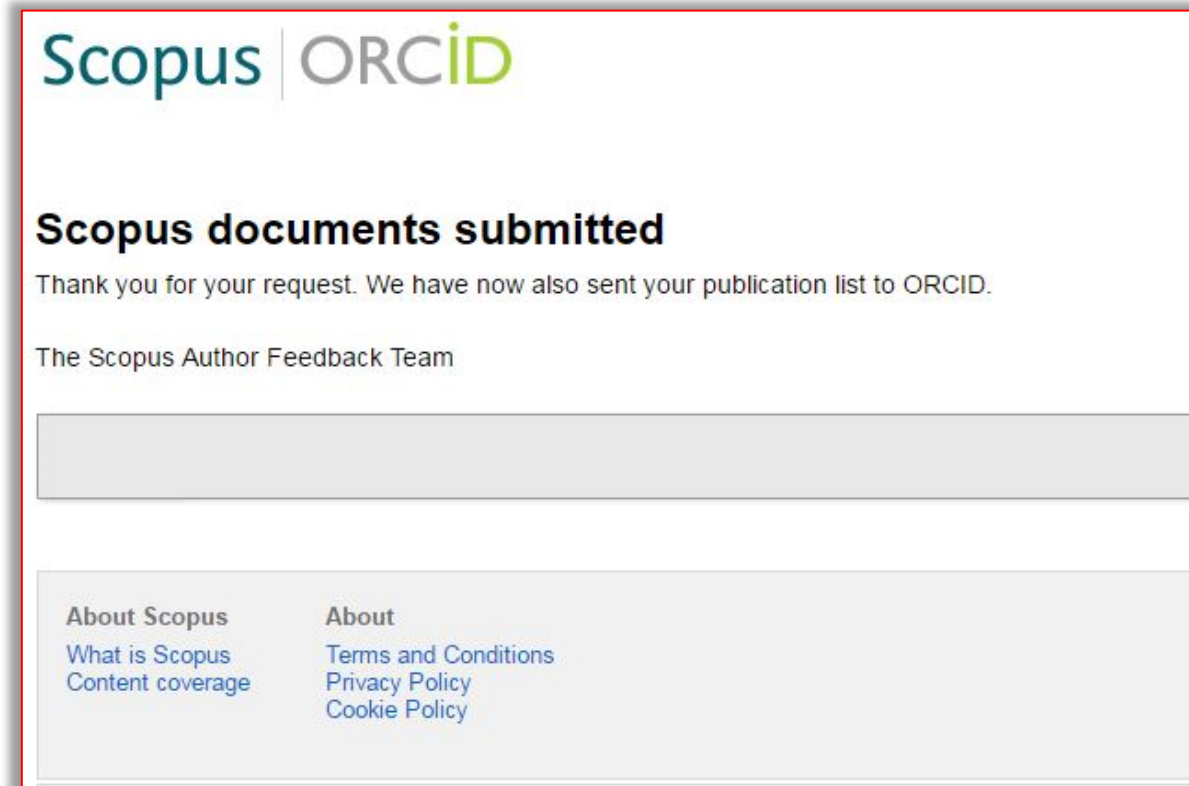 Scopus ORCID
Scopus documents submitted
Thank you for your request. We have now also sent your publication list to ORCID.
The Scopus Author Feedback Team
About Scopus
What is Scopus
Content coverage
About
Terms and Conditions
Privacy Policy
Cookie Policy